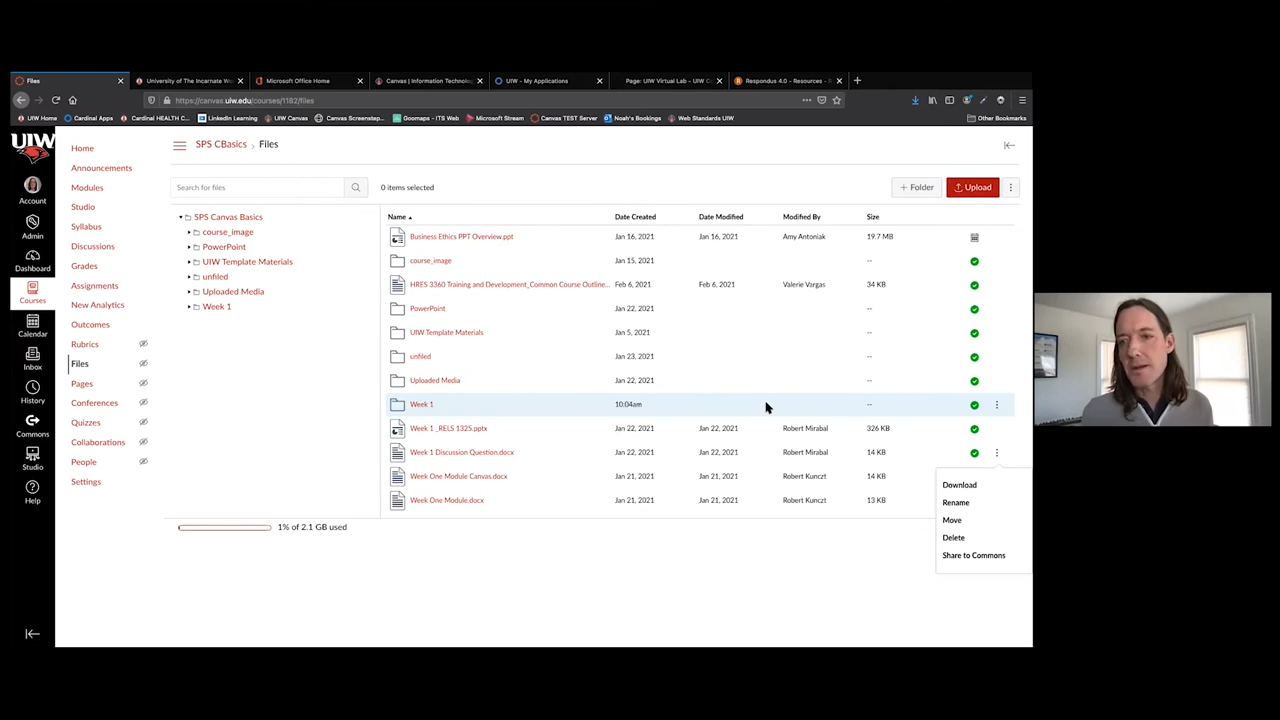 Files
University of The Incarnate Wo
Microsoft Office Home
Canvas | Information Technolog
UIW - My Applications
Page: UIW Virtual Lab – UIW C
Respondus 4.0 - Resources - R
https://canvas.uiw.edu/courses/1182/files
UIW Home
Cardinal Apps
Cardinal HEALTH C...
LinkedIn Learning
UIW Canvas
Canvas Screenstep...
Goomaps - ITS Web
Microsoft Stream
Canvas TEST Server
Noah's Bookings
Web Standards UIW
Other Bookmarks
UIW
Account
Admin
Dashboard
Courses
Calendar
Inbox
History
Commons
Studio
Help
Home
Announcements
Modules
Studio
Syllabus
Discussions
Grades
Assignments
New Analytics
Outcomes
Rubrics
Files
Pages
Conferences
Quizzes
Collaborations
People
Settings
SPS CBasics › Files
Search for files
0 items selected
+ Folder
Upload
SPS Canvas Basics
course_image
PowerPoint
UIW Template Materials
unfiled
Uploaded Media
Week 1
Name Date Created Date Modified Modified By Size
Business Ethics PPT Overview.ppt Jan 16, 2021 Jan 16, 2021 Amy Antoniak 19.7 MB
course_image Jan 15, 2021 --
HRES 3360 Training and Development_Common Course Outline... Feb 6, 2021 Feb 6, 2021 Valerie Vargas 34 KB
PowerPoint Jan 22, 2021 --
UIW Template Materials Jan 5, 2021 --
unfiled Jan 23, 2021 --
Uploaded Media Jan 22, 2021 --
Week 1 10:04am --
Week 1 _RELS 1325.pptx Jan 22, 2021 Jan 22, 2021 Robert Mirabal 326 KB
Week 1 Discussion Question.docx Jan 22, 2021 Jan 22, 2021 Robert Mirabal 14 KB
Week One Module Canvas.docx Jan 21, 2021 Jan 21, 2021 Robert Kunczt 14 KB
Week One Module.docx Jan 21, 2021 Jan 21, 2021 Robert Kunczt 13 KB
Download
Rename
Move
Delete
Share to Commons
1% of 2.1 GB used